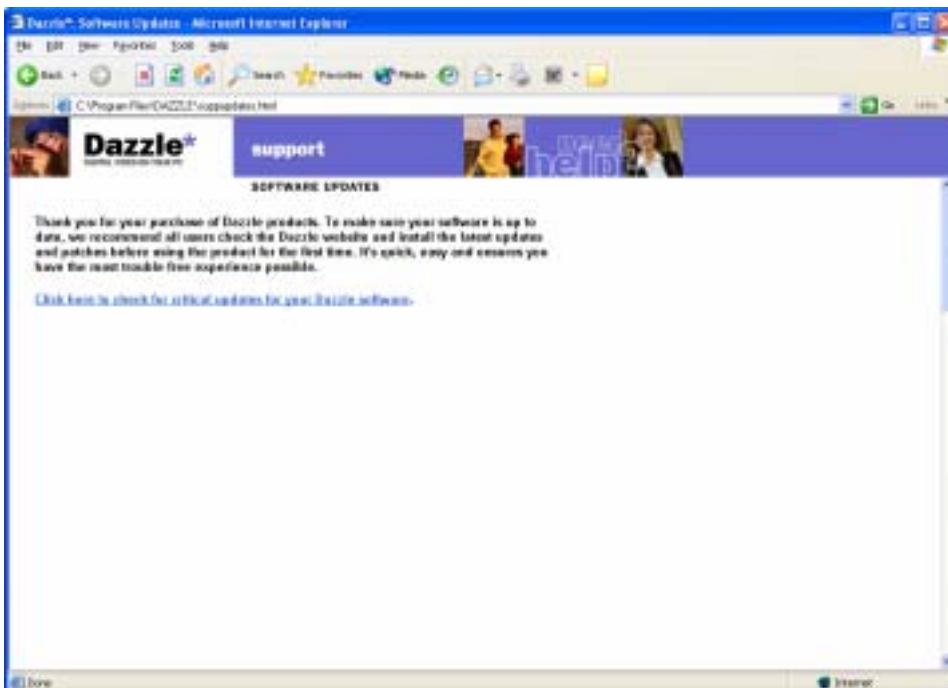 Dazzle*: Software Updates - Microsoft Internet Explorer
File Edit View Favorites Tools Help
Back Search Favorites Media
Address Go Links
Dazzle*
support
help
SOFTWARE UPDATES
Thank you for your purchase of Dazzle products. To make sure your software is up to
date, we recommend all users check the Dazzle website and install the latest updates
and patches before using the product for the first time. It's quick, easy and ensures you
have the most trouble free experience possible.
Click here to check for critical updates for your Dazzle software.
Done Internet